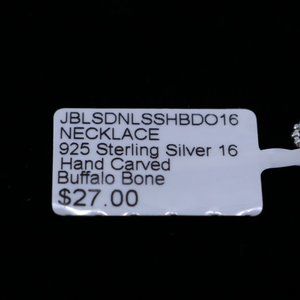 JBLSDNLSSHBDO16
NECKLACE
925 Sterling Silver 16
Hand Carved
Buffalo Bone
$27.00